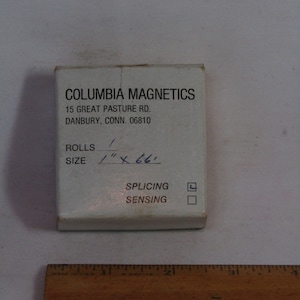 COLUMBIA MAGNETICS
15 GREAT PASTURE RD.
DANBURY, CONN. 06810
ROLLS 1
SIZE 1" X 66'
SPLICING
SENSING